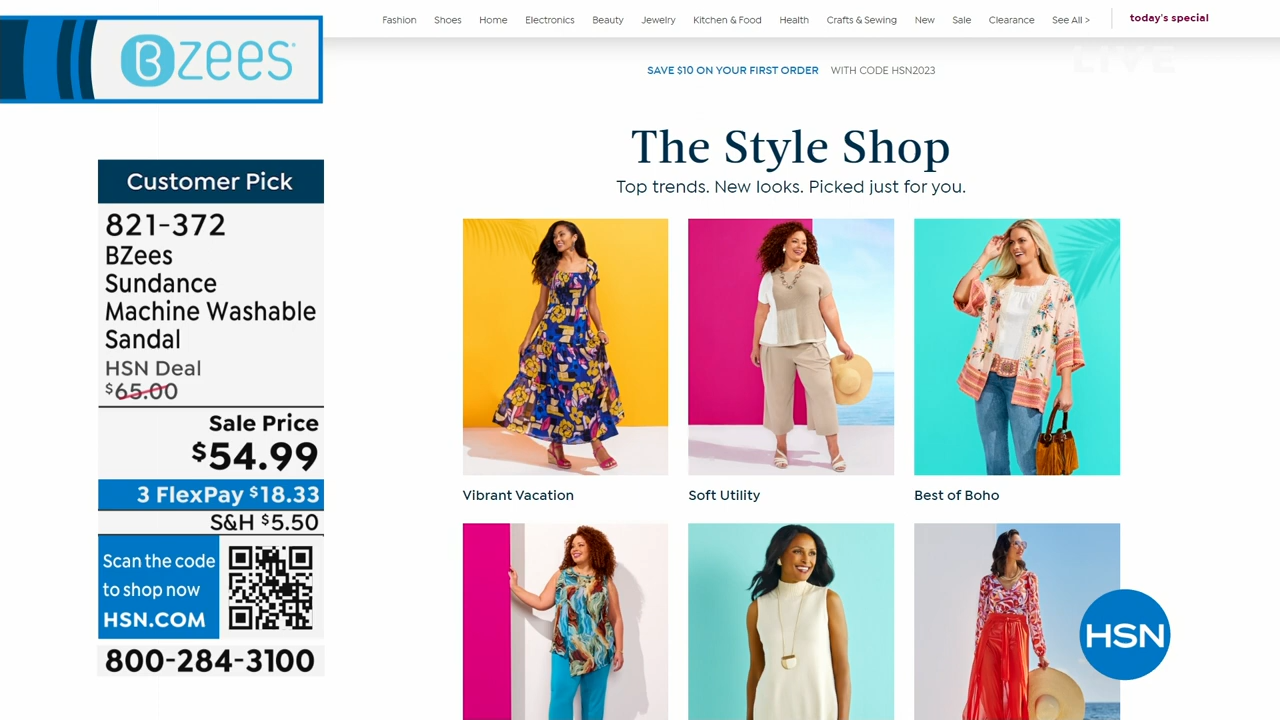 Bzees
Fashion Shoes Home Electronics Beauty Jewelry Kitchen & Food Health Crafts & Sewing New Sale Clearance See All > today's special
LIVE
SAVE $10 ON YOUR FIRST ORDER WITH CODE HSN2023
The Style Shop
Top trends. New looks. Picked just for you.
Customer Pick
821-372
BZees
Sundance
Machine Washable
Sandal
HSN Deal
$65.00
Sale Price
$54.99
3 FlexPay $18.33
S&H $5.50
Scan the code
to shop now
HSN.COM
800-284-3100
Vibrant Vacation Soft Utility Best of Boho
HSN